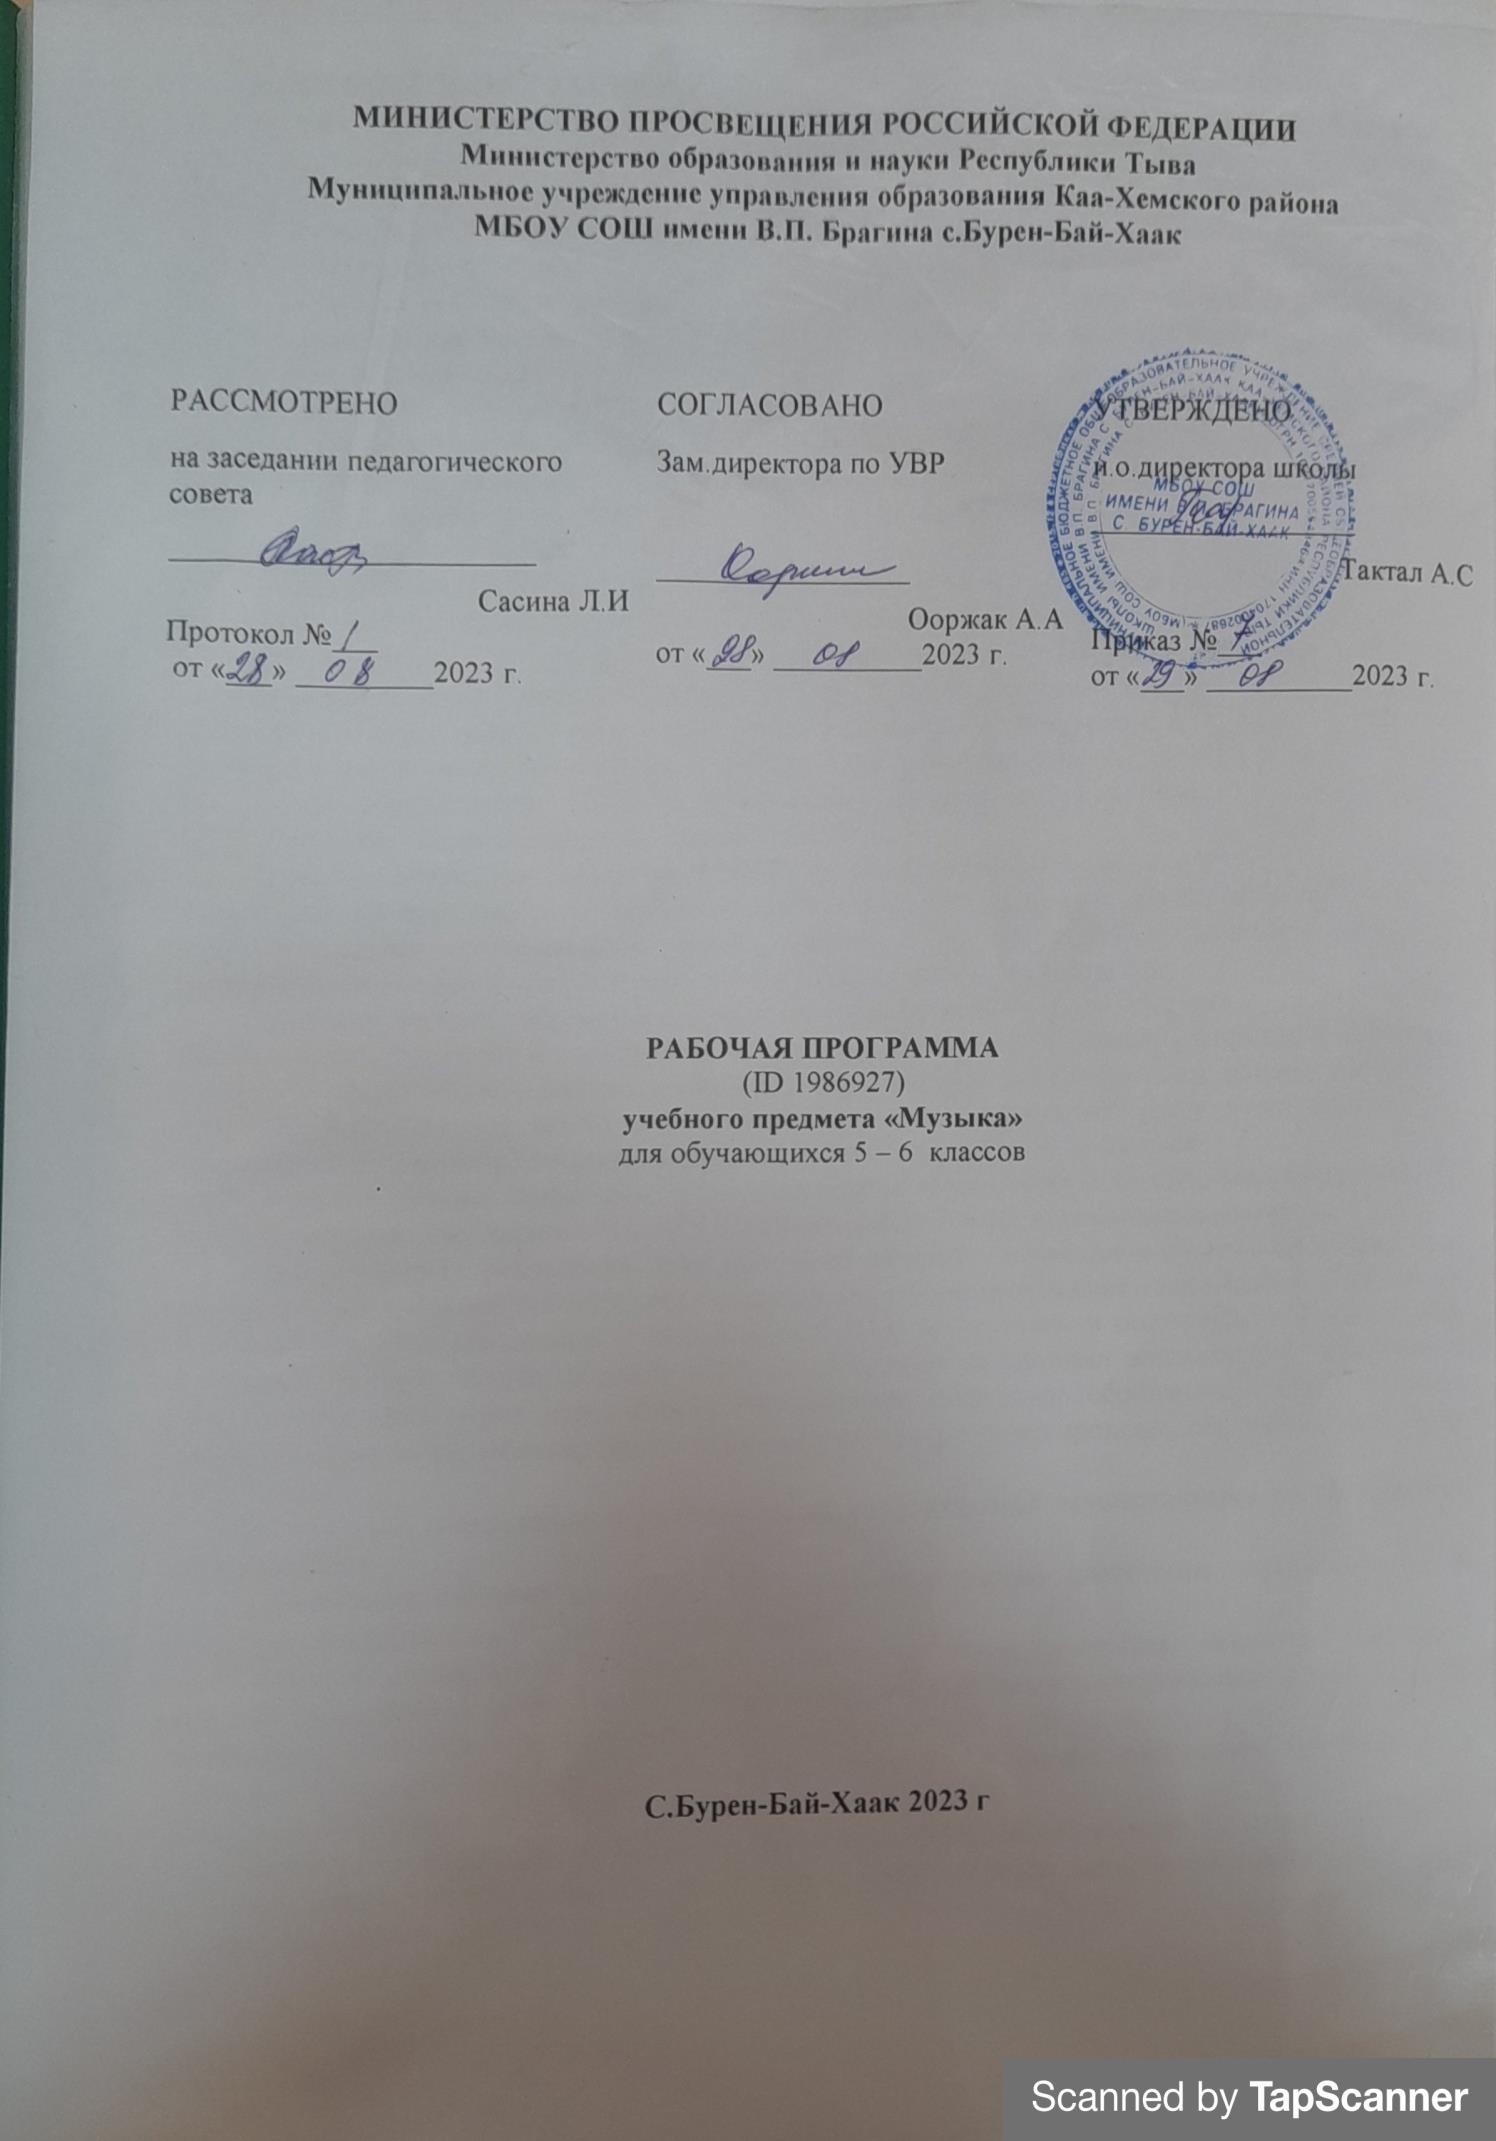 МИНИСТЕРСТВО ПРОСВЕЩЕНИЯ РОССИЙСКОЙ ФЕДЕРАЦИИ
Министерство образования и науки Республики Тыва
Муниципальное учреждение управления образования Каа-Хемского района
МБОУ СОШ имени В.П. Брагина с.Бурен-Бай-Хаак
РАССМОТРЕНО
на заседании педагогического
совета
Сасина Л.И
Протокол № 1
от «28» 08 2023 г.
СОГЛАСОВАНО
Зам.директора по УВР
Ооржак А.А
от «28» 08 2023 г.
УТВЕРЖДЕНО
и.о.директора школы
МБОУ СОШ
ИМЕНИ В.П. БРАГИНА
С. БУРЕН-БАЙ-ХААК
Тактал А.С
Приказ №
от «29» 08 2023 г.
РАБОЧАЯ ПРОГРАММА
(ID 1986927)
учебного предмета «Музыка»
для обучающихся 5 – 6 классов
С.Бурен-Бай-Хаак 2023 г
Scanned by TapScanner